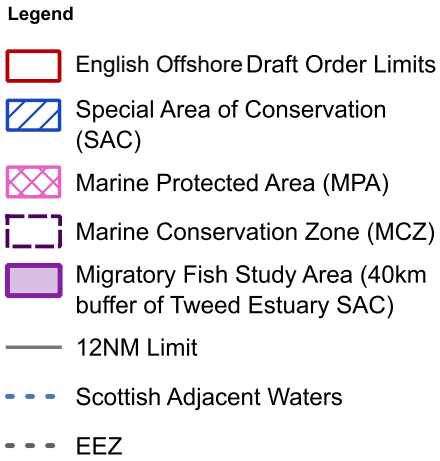 Legend
English Offshore Draft Order Limits
Special Area of Conservation
(SAC)
Marine Protected Area (MPA)
Marine Conservation Zone (MCZ)
Migratory Fish Study Area (40km
buffer of Tweed Estuary SAC)
12NM Limit
Scottish Adjacent Waters
EEZ